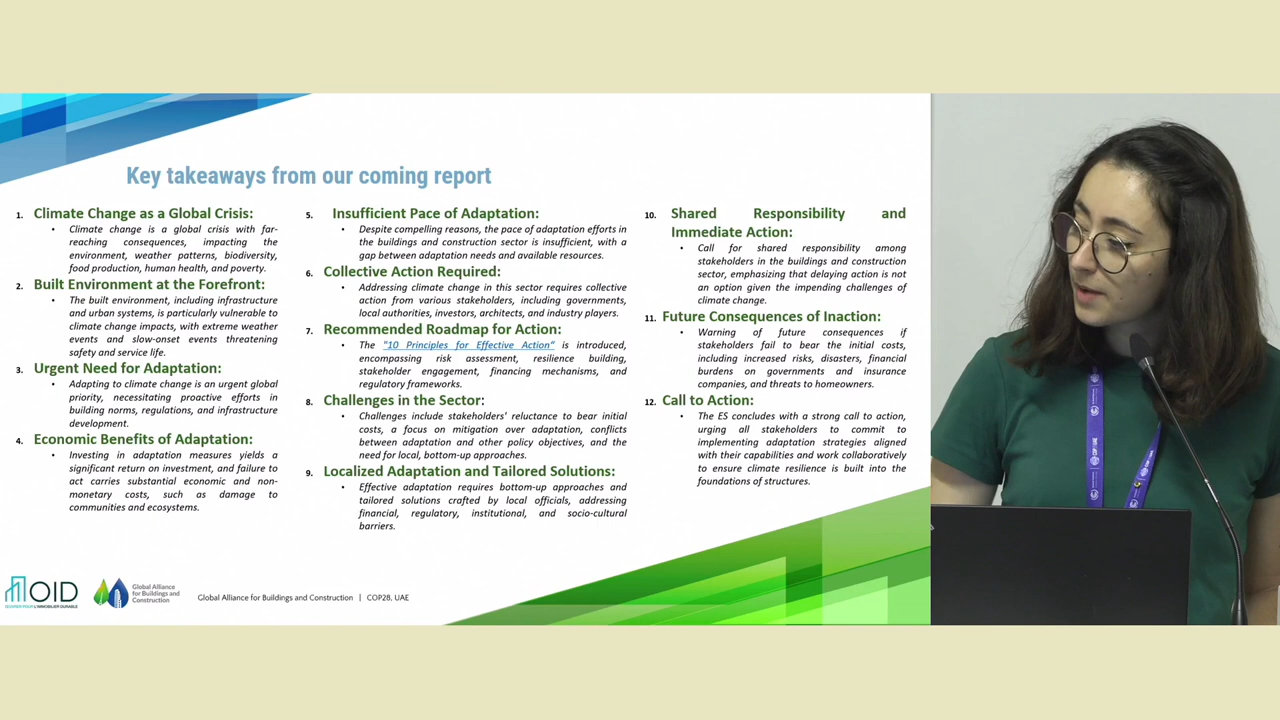 Key takeaways from our coming report
1. Climate Change as a Global Crisis:
• Climate change is a global crisis with far-
reaching consequences, impacting the
environment, weather patterns, biodiversity,
food production, human health, and poverty.
2. Built Environment at the Forefront:
• The built environment, including infrastructure
and urban systems, is particularly vulnerable to
climate change impacts, with extreme weather
events and slow-onset events threatening
safety and service life.
3. Urgent Need for Adaptation:
• Adapting to climate change is an urgent global
priority, necessitating proactive efforts in
building norms, regulations, and infrastructure
development.
4. Economic Benefits of Adaptation:
• Investing in adaptation measures yields a
significant return on investment, and failure to
act carries substantial economic and non-
monetary costs, such as damage to
communities and ecosystems.
5. Insufficient Pace of Adaptation:
• Despite compelling reasons, the pace of adaptation efforts in
the buildings and construction sector is insufficient, with a
gap between adaptation needs and available resources.
6. Collective Action Required:
• Addressing climate change in this sector requires collective
action from various stakeholders, including governments,
local authorities, investors, architects, and industry players.
7. Recommended Roadmap for Action:
• The "10 Principles for Effective Action" is introduced,
encompassing risk assessment, resilience building,
stakeholder engagement, financing mechanisms, and
regulatory frameworks.
8. Challenges in the Sector:
• Challenges include stakeholders' reluctance to bear initial
costs, a focus on mitigation over adaptation, conflicts
between adaptation and other policy objectives, and the
need for local, bottom-up approaches.
9. Localized Adaptation and Tailored Solutions:
• Effective adaptation requires bottom-up approaches and
tailored solutions crafted by local officials, addressing
financial, regulatory, institutional, and socio-cultural
barriers.
10. Shared Responsibility and
Immediate Action:
• Call for shared responsibility among
stakeholders in the buildings and construction
sector, emphasizing that delaying action is not
an option given the impending challenges of
climate change.
11. Future Consequences of Inaction:
• Warning of future consequences if
stakeholders fail to bear the initial costs,
including increased risks, disasters, financial
burdens on governments and insurance
companies, and threats to homeowners.
12. Call to Action:
• The ES concludes with a strong call to action,
urging all stakeholders to commit to
implementing adaptation strategies aligned
with their capabilities and work collaboratively
to ensure climate resilience is built into the
foundations of structures.
OID
Global Alliance
for Buildings and
Construction
Global Alliance for Buildings and Construction | COP28, UAE